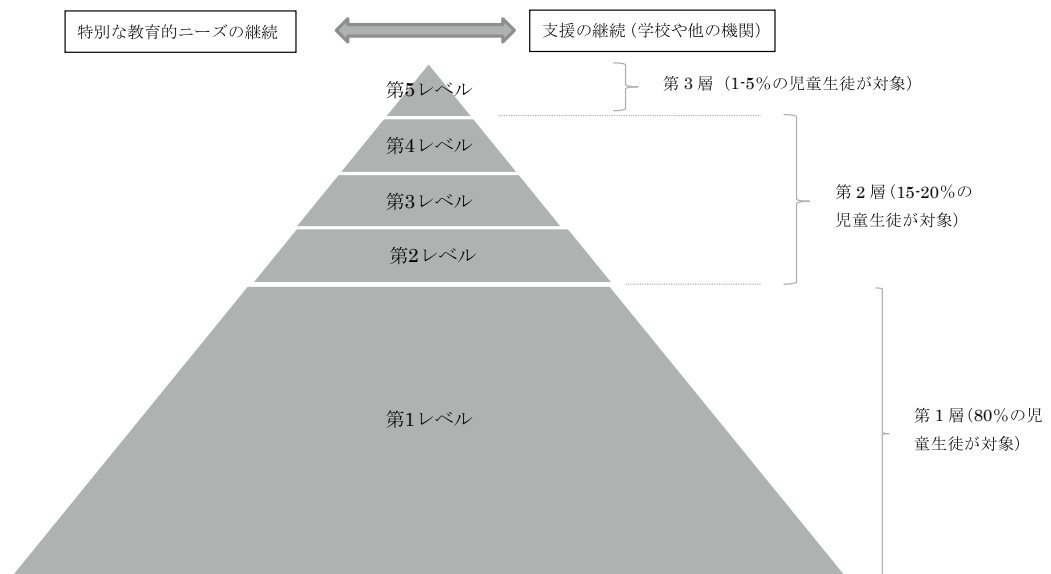 特別な教育的ニーズの継続
支援の継続（学校や他の機関）
第5レベル
第３層（1-5%の児童生徒が対象）
第4レベル
第3レベル
第２層（15-20%の
児童生徒が対象）
第2レベル
第1レベル
第１層（80%の児
童生徒が対象）